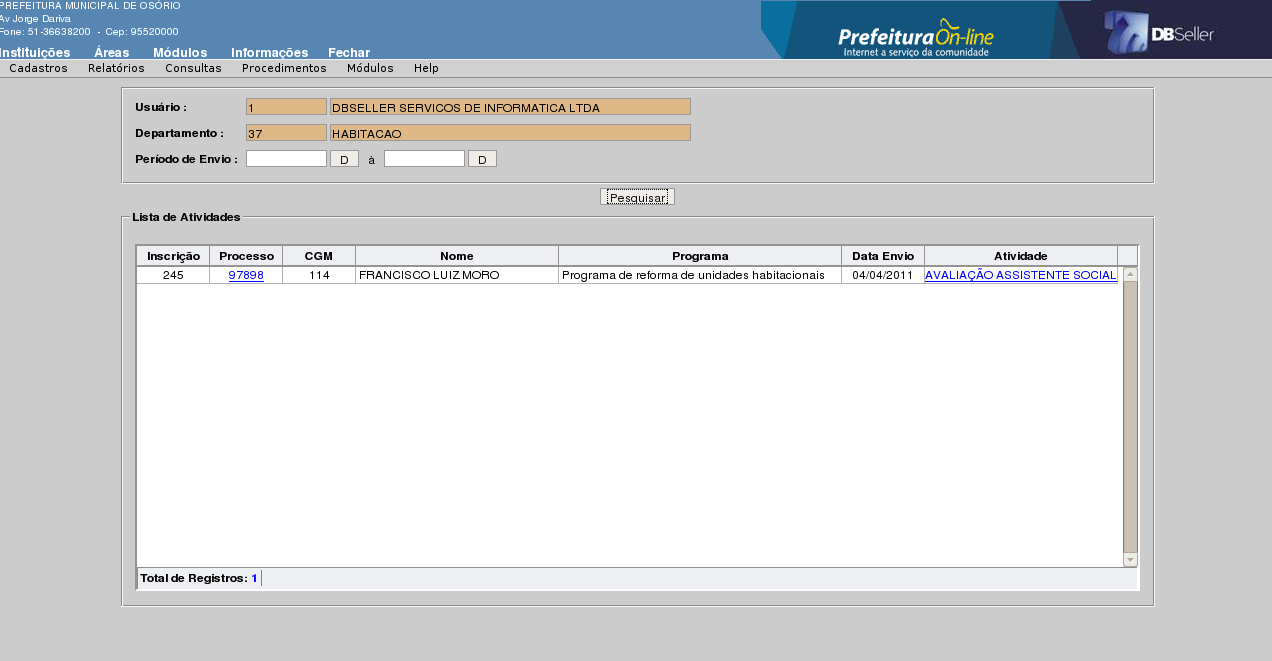 PREFEITURA MUNICIPAL DE OSÓRIO
Av Jorge Dariva
Fone: 51-36638200 - Cep: 95520000
Instituições Áreas Módulos Informações Fechar
PrefeituraOn-line
Internet a serviço da comunidade
DBSeller
Cadastros Relatórios Consultas Procedimentos Módulos Help
Usuário : 1 DBSELLER SERVICOS DE INFORMATICA LTDA
Departamento : 37 HABITACAO
Período de Envio : D à D
Pesquisar
Lista de Atividades
Inscrição Processo CGM Nome Programa Data Envio Atividade
245 97898 114 FRANCISCO LUIZ MORO Programa de reforma de unidades habitacionais 04/04/2011 AVALIAÇÃO ASSISTENTE SOCIAL
Total de Registros: 1